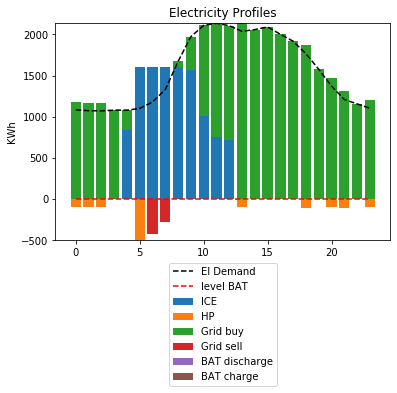 Electricity Profiles
2000
1500
1000
500
0
−500
KWh
0 5 10 15 20
El Demand
level BAT
ICE
HP
Grid buy
Grid sell
BAT discharge
BAT charge